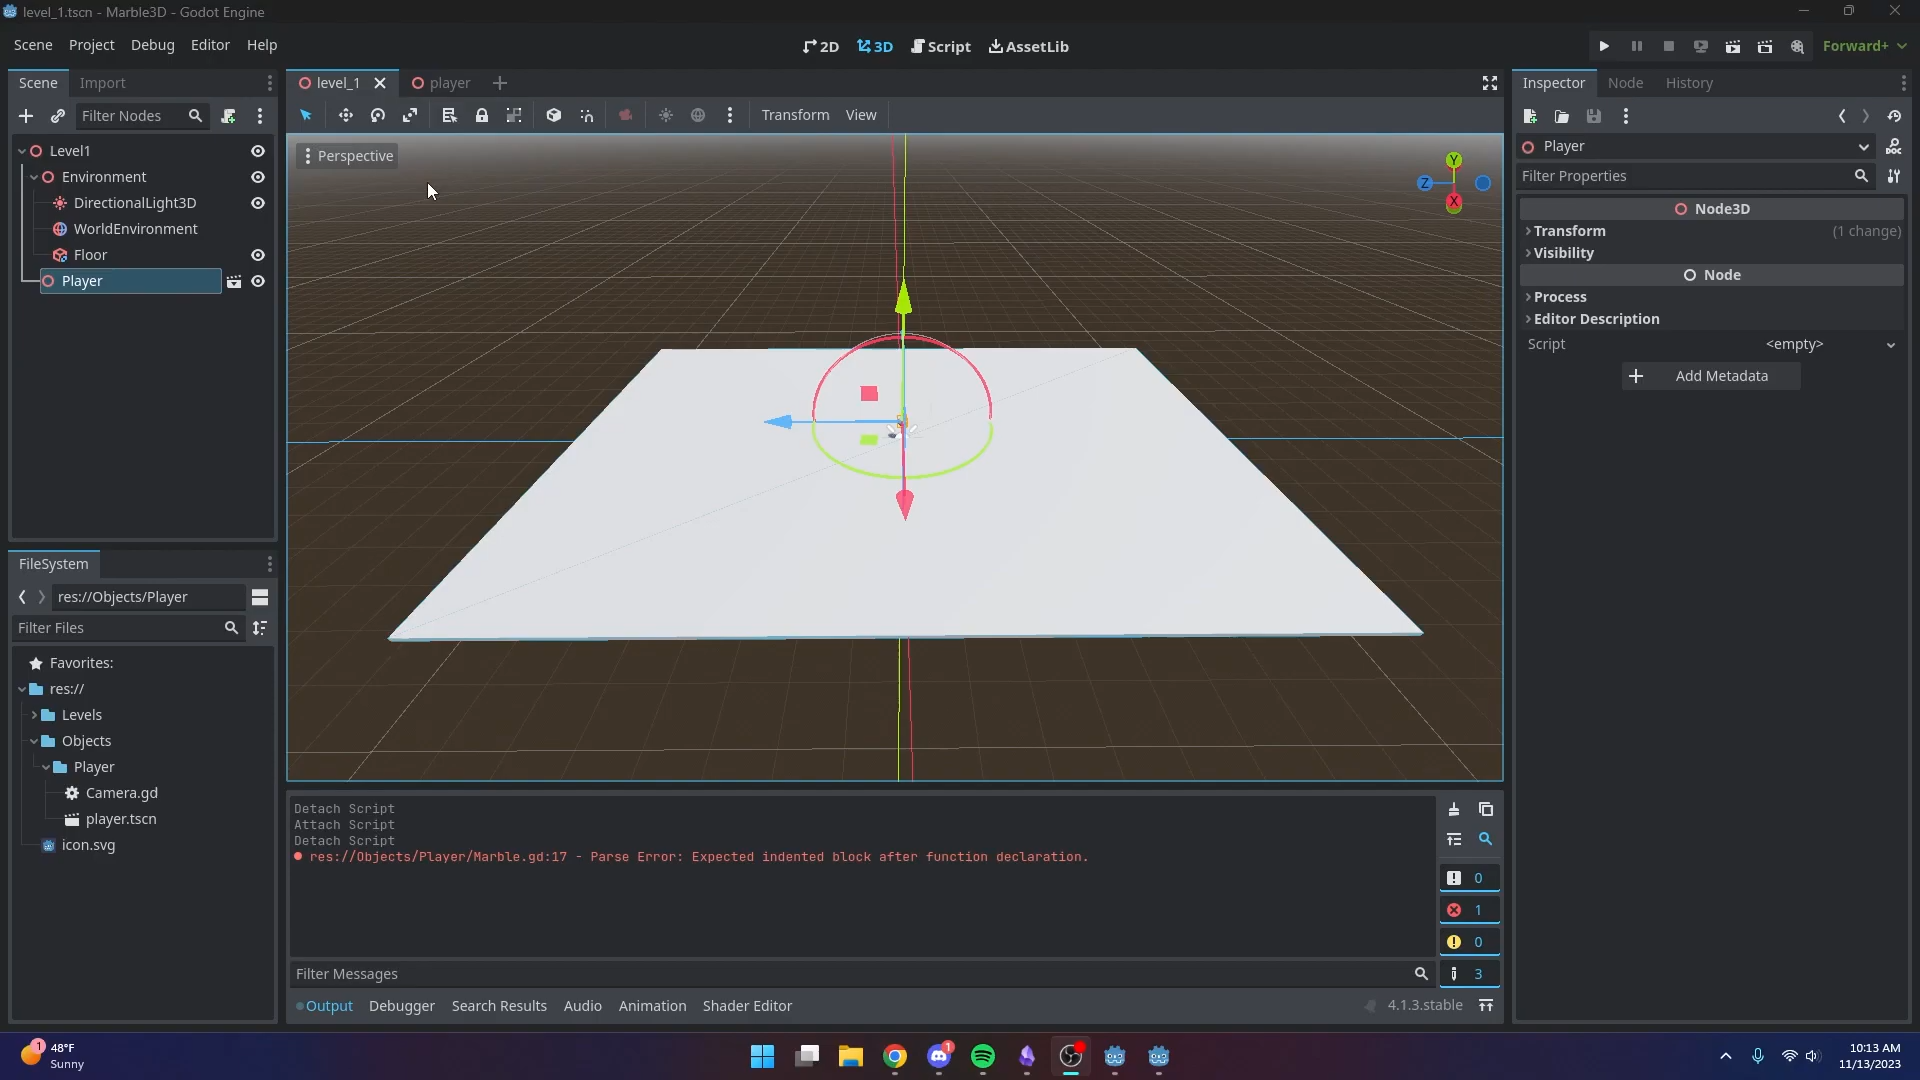 level_1.tscn - Marble3D - Godot Engine
Scene Project Debug Editor Help
2D 3D Script AssetLib
Forward+
Scene Import
level_1 player
Inspector Node History
Filter Nodes
Transform View
Level1
Environment
DirectionalLight3D
WorldEnvironment
Floor
Player
Perspective
Y
Z
X
Player
Filter Properties
Node3D
Transform (1 change)
Visibility
Node
Process
Editor Description
Script <empty>
Add Metadata
FileSystem
res://Objects/Player
Filter Files
Favorites:
res://
Levels
Objects
Player
Camera.gd
player.tscn
icon.svg
Detach Script
Attach Script
Detach Script
res://Objects/Player/Marble.gd:17 - Parse Error: Expected indented block after function declaration.
0
1
0
3
Filter Messages
Output Debugger Search Results Audio Animation Shader Editor
4.1.3.stable
1
48°F
Sunny
1
10:13 AM
11/13/2023